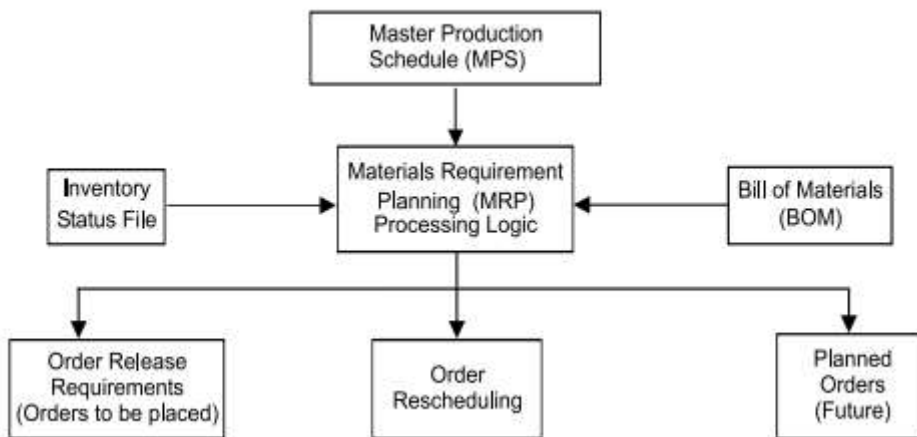 Master Production
Schedule (MPS)
Inventory
Status File
Materials Requirement
Planning (MRP)
Processing Logic
Bill of Materials
(BOM)
Order Release
Requirements
(Orders to be placed)
Order
Rescheduling
Planned
Orders
(Future)